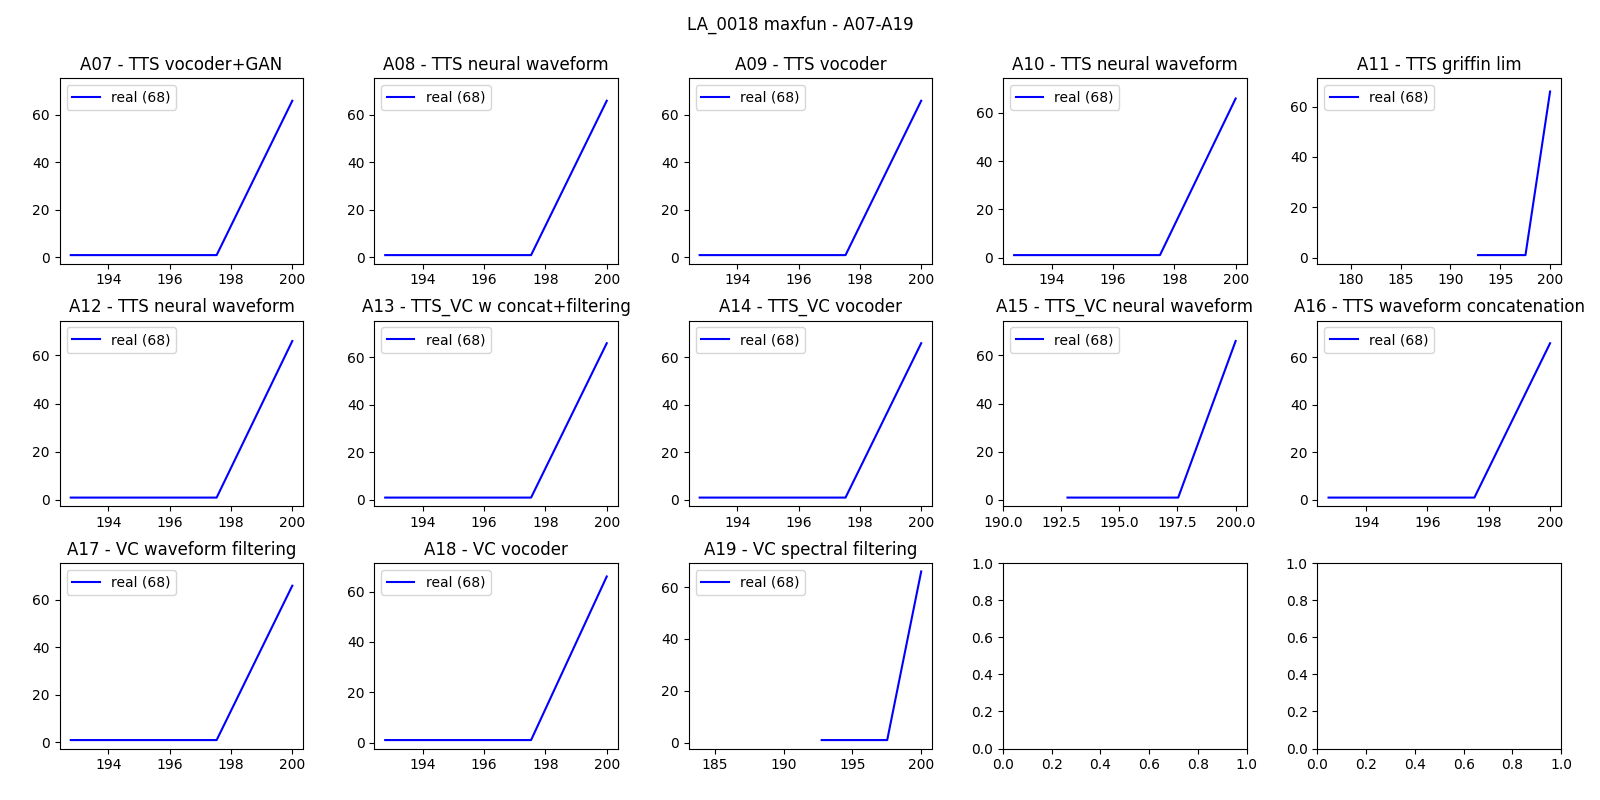 LA_0018 maxfun - A07-A19
A07 - TTS vocoder+GAN
real (68)
60
40
20
0
194 196 198 200
A08 - TTS neural waveform
real (68)
60
40
20
0
194 196 198 200
A09 - TTS vocoder
real (68)
60
40
20
0
194 196 198 200
A10 - TTS neural waveform
real (68)
60
40
20
0
194 196 198 200
A11 - TTS griffin lim
real (68)
60
40
20
0
180 185 190 195 200
A12 - TTS neural waveform
real (68)
60
40
20
0
194 196 198 200
A13 - TTS_VC w concat+filtering
real (68)
60
40
20
0
194 196 198 200
A14 - TTS_VC vocoder
real (68)
60
40
20
0
194 196 198 200
A15 - TTS_VC neural waveform
real (68)
60
40
20
0
190.0 192.5 195.0 197.5 200.0
A16 - TTS waveform concatenation
real (68)
60
40
20
0
194 196 198 200
A17 - VC waveform filtering
real (68)
60
40
20
0
194 196 198 200
A18 - VC vocoder
real (68)
60
40
20
0
194 196 198 200
A19 - VC spectral filtering
real (68)
60
40
20
0
185 190 195 200
1.0
0.8
0.6
0.4
0.2
0.0
0.0 0.2 0.4 0.6 0.8 1.0
1.0
0.8
0.6
0.4
0.2
0.0
0.0 0.2 0.4 0.6 0.8 1.0